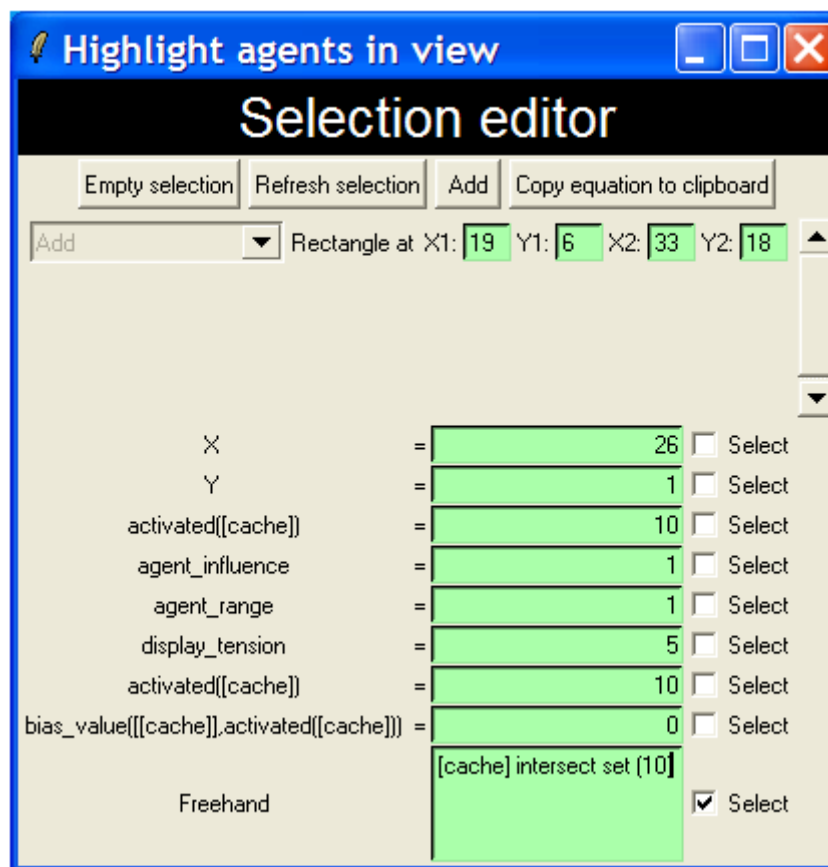 Highlight agents in view
Selection editor
Empty selection Refresh selection Add Copy equation to clipboard
Add Rectangle at X1: 19 Y1: 6 X2: 33 Y2: 18
X = 26 Select
Y = 1 Select
activated([cache]) = 10 Select
agent_influence = 1 Select
agent_range = 1 Select
display_tension = 5 Select
activated([cache]) = 10 Select
bias_value([[cache]],activated([cache])) = 0 Select
[cache] intersect set (10]
Freehand Select